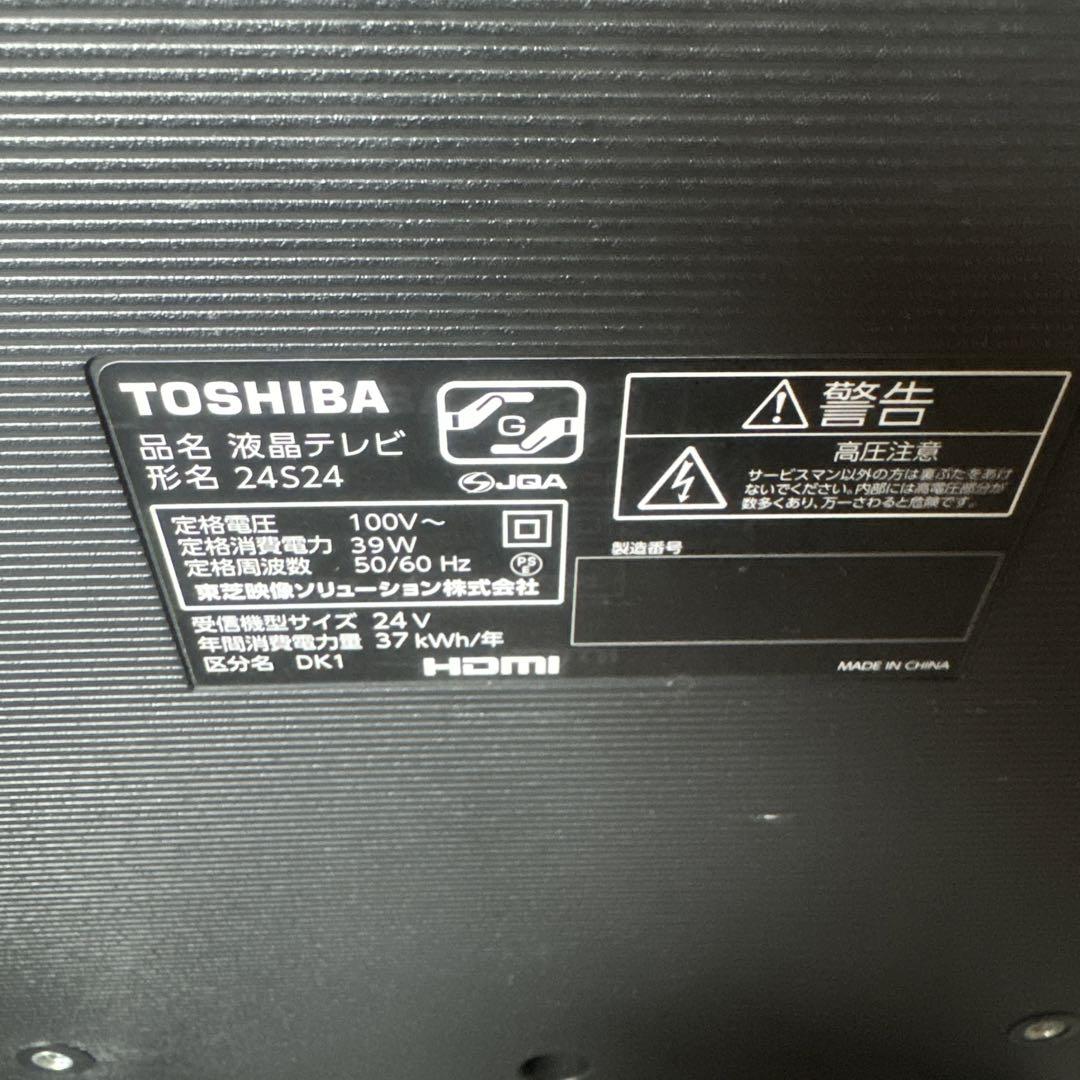 TOSHIBA
品名 液晶テレビ
形名 24S24
G
JQA
定格電圧 100V～
定格消費電力 39W
定格周波数 50/60 Hz
PS
E
東芝映像ソリューション株式会社
受信機型サイズ 24V
年間消費電力量 37 kWh/年
区分名 DK1
HDMI
警告
高圧注意
サービスマン以外の方は裏ぶたをあけ
ないでください。内部には高電圧部分が
数多くあり、万一さわると危険です。
製造番号
MADE IN CHINA